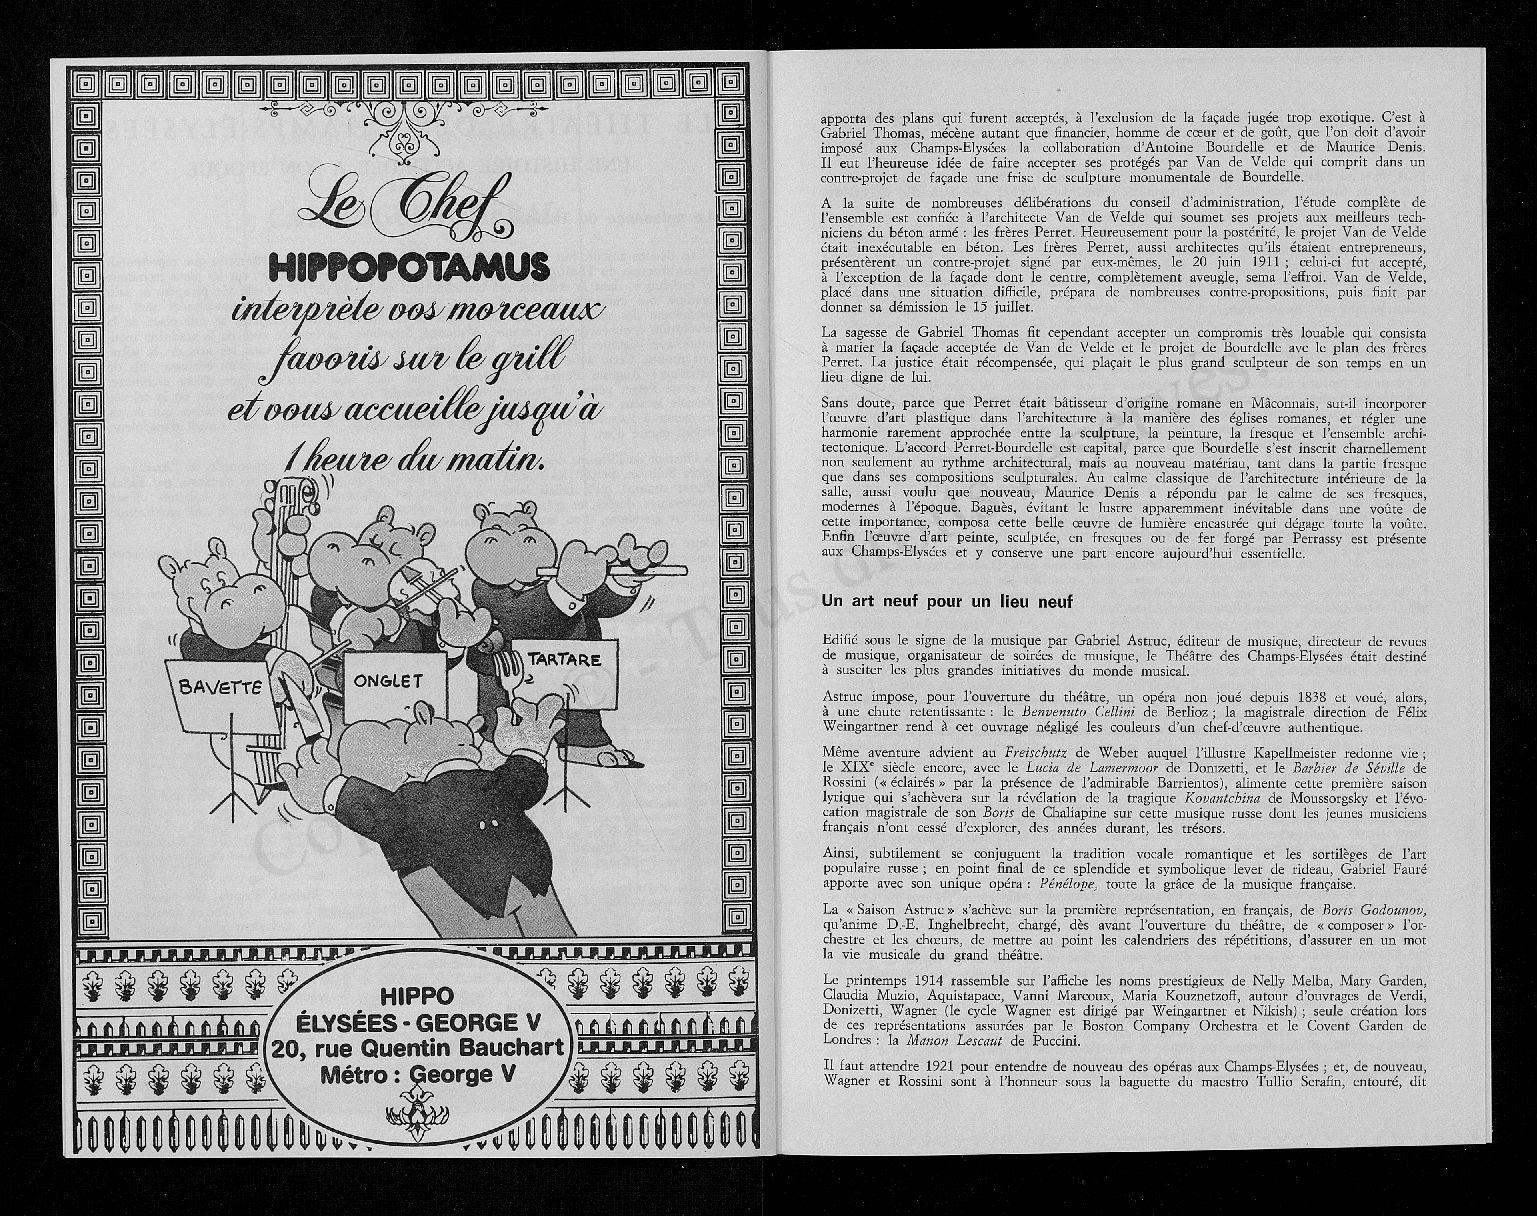 Le Chef
HIPPOPOTAMUS
interprète vos morceaux
favoris sur le grill
et vous accueille jusqu'à
1 heure du matin.
BAVETTE
ONGLET
TARTARE
HIPPO
ÉLYSÉES - GEORGE V
20, rue Quentin Bauchart
Métro : George V
apporta des plans qui furent acceptés, à l'exclusion de la façade jugée trop exotique. C'est à
Gabriel Thomas, mécène autant que financier, homme de cœur et de goût, que l'on doit d'avoir
imposé aux Champs-Elysées la collaboration d'Antoine Bourdelle et de Maurice Denis.
Il eut l'heureuse idée de faire accepter ses protégés par Van de Velde qui comprit dans un
contre-projet de façade une frise de sculpture monumentale de Bourdelle.
A la suite de nombreuses délibérations du conseil d'administration, l'étude complète de
l'ensemble est confiée à l'architecte Van de Velde qui soumet ses projets aux meilleurs tech-
niciens du béton armé : les frères Perret. Heureusement pour la postérité, le projet Van de Velde
était inexécutable en béton. Les frères Perret, aussi architectes qu'ils étaient entrepreneurs,
présentèrent un contre-projet signé par eux-mêmes, le 20 juin 1911 ; celui-ci fut accepté,
à l'exception de la façade dont le centre, complètement aveugle, sema l'effroi. Van de Velde,
placé dans une situation difficile, prépara de nombreuses contre-propositions, puis finit par
donner sa démission le 15 juillet.
La sagesse de Gabriel Thomas fit cependant accepter un compromis très louable qui consista
à marier la façade acceptée de Van de Velde et le projet de Bourdelle ave le plan des frères
Perret. La justice était récompensée, qui plaçait le plus grand sculpteur de son temps en un
lieu digne de lui.
Sans doute, parce que Perret était bâtisseur d'origine romane en Mâconnais, sut-il incorporer
l'œuvre d'art plastique dans l'architecture à la manière des églises romanes, et régler une
harmonie rarement approchée entre la sculpture, la peinture, la fresque et l'ensemble archi-
tectonique. L'accord Perret-Bourdelle est capital, parce que Bourdelle s'est inscrit charnellement
non seulement au rythme architectural, mais au nouveau matériau, tant dans la partie fresque
que dans ses compositions sculpturales. Au calme classique de l'architecture intérieure de la
salle, aussi voulu que nouveau, Maurice Denis a répondu par le calme de ses fresques,
modernes à l'époque. Baguès, évitant le lustre apparemment inévitable dans une voûte de
cette importance, composa cette belle œuvre de lumière encastrée qui dégage toute la voûte.
Enfin l'œuvre d'art peinte, sculptée, en fresques ou de fer forgé par Perrassy est présente
aux Champs-Elysées et y conserve une part encore aujourd'hui essentielle.
Un art neuf pour un lieu neuf
Edifié sous le signe de la musique par Gabriel Astruc, éditeur de musique, directeur de revues
de musique, organisateur de soirées de musique, le Théâtre des Champs-Elysées était destiné
à susciter les plus grandes initiatives du monde musical.
Astruc impose, pour l'ouverture du théâtre, un opéra non joué depuis 1838 et voué, alors,
à une chute retentissante : le Benvenuto Cellini de Berlioz ; la magistrale direction de Félix
Weingartner rend à cet ouvrage négligé les couleurs d'un chef-d'œuvre authentique.
Même aventure advient au Freischutz de Weber auquel l'illustre Kapellmeister redonne vie ;
le XIXe siècle encore, avec le Lucia de Lamermoor de Donizetti, et le Barbier de Séville de
Rossini (« éclairés » par la présence de l'admirable Barrientos), alimente cette première saison
lyrique qui s'achèvera sur la révélation de la tragique Kovantchina de Moussorgsky et l'évo-
cation magistrale de son Boris de Chaliapine sur cette musique russe dont les jeunes musiciens
français n'ont cessé d'explorer, des années durant, les trésors.
Ainsi, subtilement se conjuguent la tradition vocale romantique et les sortilèges de l'art
populaire russe ; en point final de ce splendide et symbolique lever de rideau, Gabriel Fauré
apporte avec son unique opéra : Pénélope, toute la grâce de la musique française.
La « Saison Astruc » s'achève sur la première représentation, en français, de Boris Godounov,
qu'anime D.-E. Inghelbrecht, chargé, dès avant l'ouverture du théâtre, de « composer » l'or-
chestre et les chœurs, de mettre au point les calendriers des répétitions, d'assurer en un mot
la vie musicale du grand théâtre.
Le printemps 1914 rassemble sur l'affiche les noms prestigieux de Nelly Melba, Mary Garden,
Claudia Muzio, Aquistapace, Vanni Marcoux, Maria Kouznetzoff, autour d'ouvrages de Verdi,
Donizetti, Wagner (le cycle Wagner est dirigé par Weingartner et Nikish) ; seule création lors
de ces représentations assurées par le Boston Company Orchestra et le Covent Garden de
Londres : la Manon Lescaut de Puccini.
Il faut attendre 1921 pour entendre de nouveau des opéras aux Champs-Elysées ; et, de nouveau,
Wagner et Rossini sont à l'honneur sous la baguette du maestro Tullio Serafin, entouré, dit